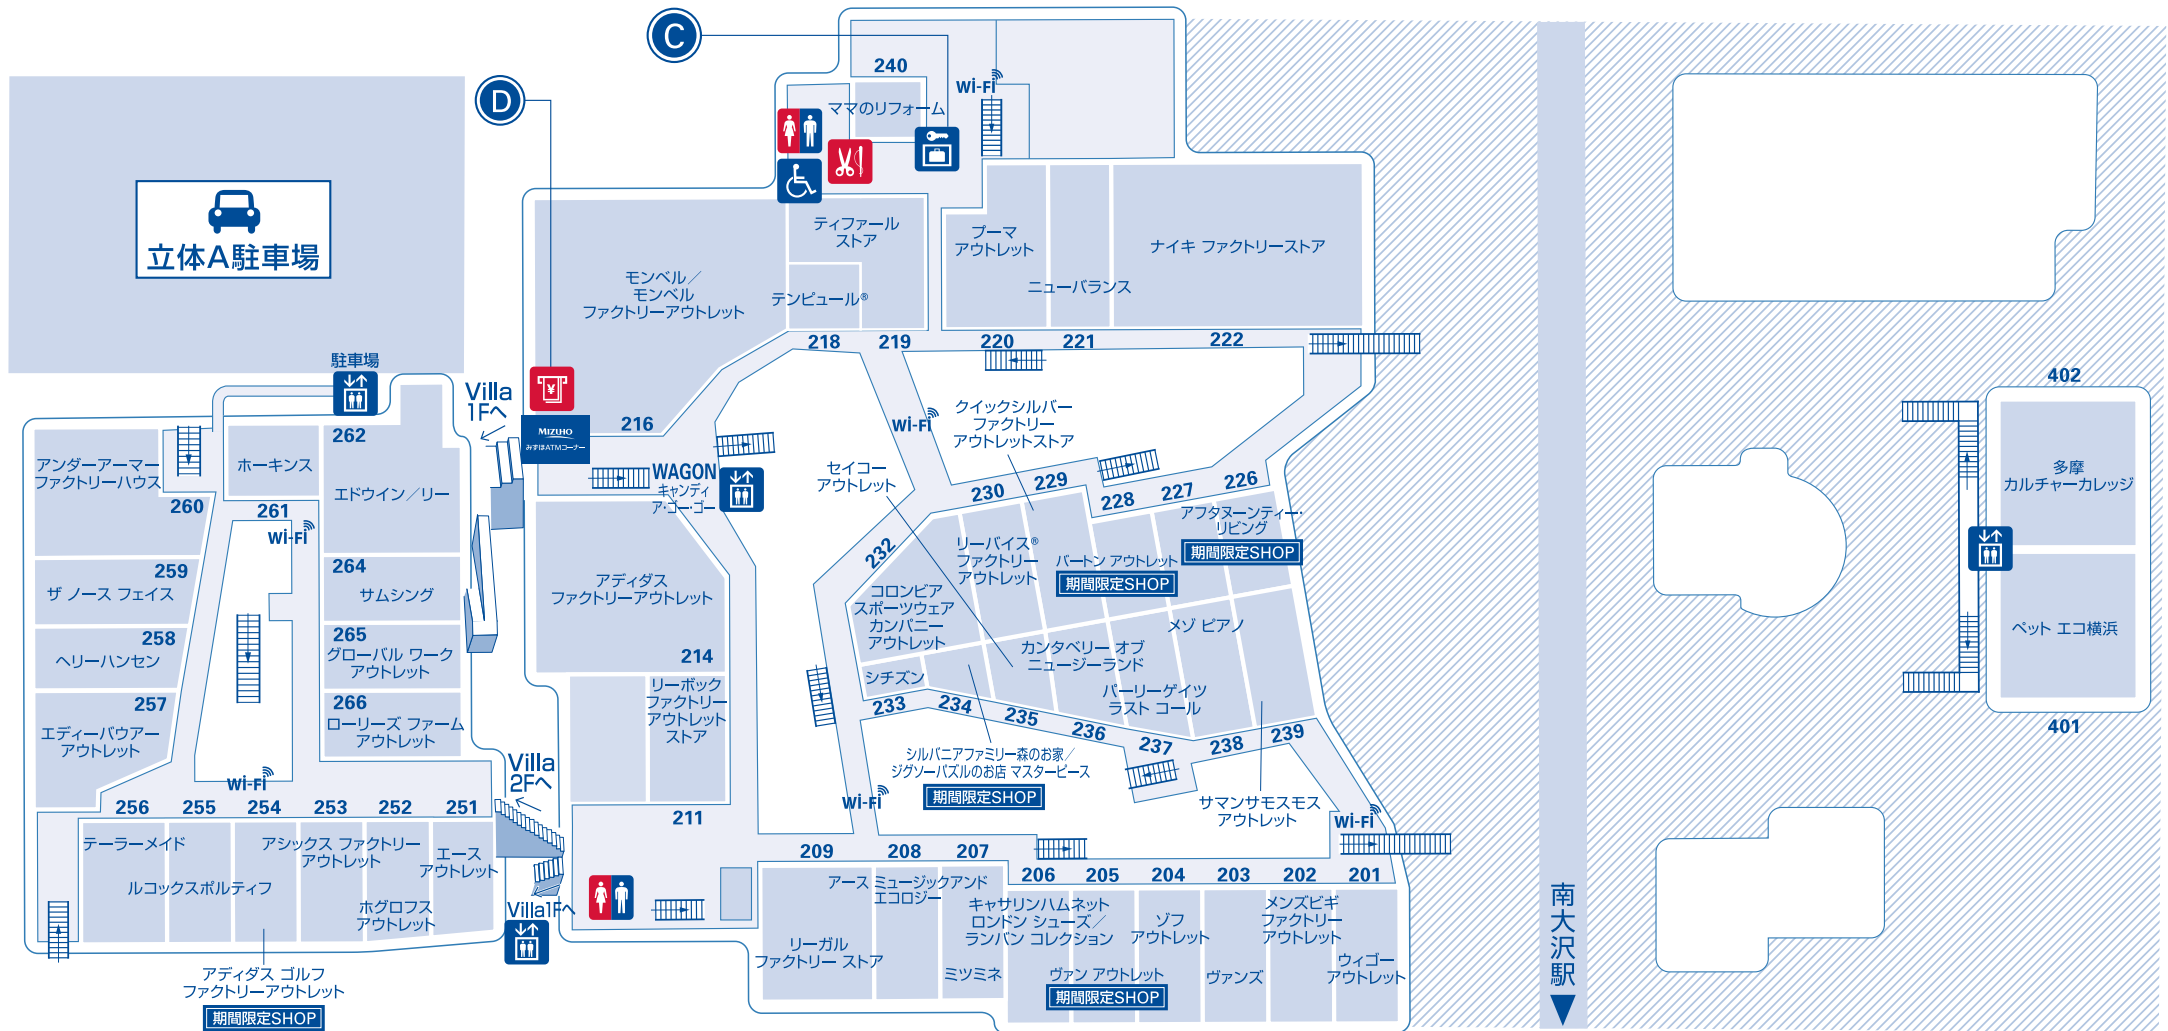 C
D
240
Wi-Fi
ママのリフォーム
立体A駐車場
駐車場
Villa
1Fへ
ティファール
ストア
プーマ
アウトレット
ナイキ ファクトリーストア
ニューバランス
モンベル／
モンベル
ファクトリーアウトレット
テンピュール®
218
219
220
221
222
¥
MIZUHO
みずほATMコーナー
216
WAGON
キャンディ
ア・ゴー・ゴー
Wi-Fi
クイックシルバー
ファクトリー
アウトレットストア
セイコー
アウトレット
262
アンダーアーマー
ファクトリーハウス
ホーキンス
エドウイン／リー
260
261
Wi-Fi
259
ザ ノース フェイス
264
サムシング
258
ヘリーハンセン
265
グローバル ワーク
アウトレット
257
エディーバウアー
アウトレット
266
ローリーズ ファーム
アウトレット
Wi-Fi
Villa
2Fへ
256
255
254
253
252
251
テーラーメイド
アシックス ファクトリー
アウトレット
エース
アウトレット
ルコックスポルティフ
ホグロフス
アウトレット
Villa1Fへ
アディダス ゴルフ
ファクトリーアウトレット
期間限定SHOP
アディダス
ファクトリーアウトレット
214
リーボック
ファクトリー
アウトレット
ストア
211
230
229
228
227
226
232
アフタヌーンティー・
リビング
期間限定SHOP
リーバイス®
ファクトリー
アウトレット
バートン アウトレット
期間限定SHOP
コロンビア
スポーツウェア
カンパニー
アウトレット
メゾ ピアノ
カンタベリー オブ
ニュージーランド
シチズン
パーリーゲイツ
ラスト コール
233
234
235
236
237
238
239
シルバニアファミリー森のお家／
ジグソーパズルのお店 マスターピース
期間限定SHOP
サマンサモスモス
アウトレット
Wi-Fi
Wi-Fi
209
208
207
206
205
204
203
202
201
アース ミュージックアンド
エコロジー
キャサリンハムネット
ロンドン シューズ／
ランバン コレクション
ゾフ
アウトレット
メンズビギ
ファクトリー
アウトレット
リーガル
ファクトリー ストア
ミツミネ
ヴァン アウトレット
期間限定SHOP
ヴァンズ
ウィゴー
アウトレット
南大沢駅
402
多摩
カルチャーカレッジ
ペット エコ横浜
401